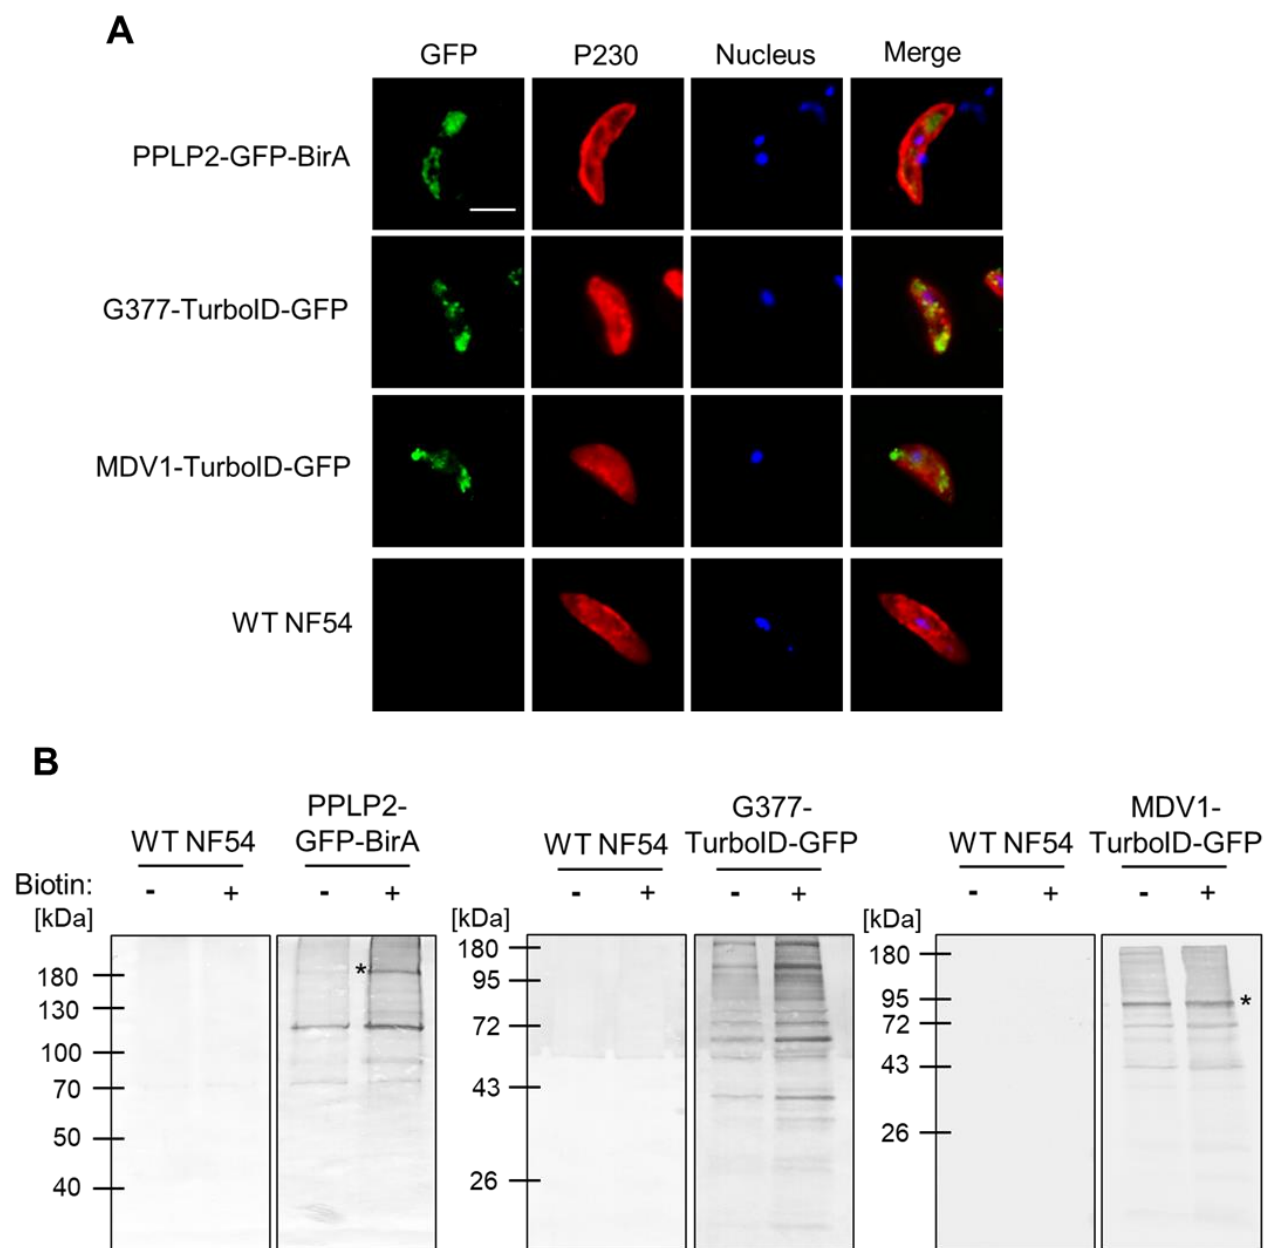 A
GFP P230 Nucleus Merge
PPLP2-GFP-BirA
G377-TurboID-GFP
MDV1-TurboID-GFP
WT NF54
B
WT NF54
PPLP2-
GFP-BirA
WT NF54
G377-
TurboID-GFP
WT NF54
MDV1-
TurboID-GFP
Biotin: - + - + - + - + - + - +
[kDa]
180
130
100
70
50
40
*
[kDa]
180
95
72
43
26
[kDa]
180
95
72
43
26
*